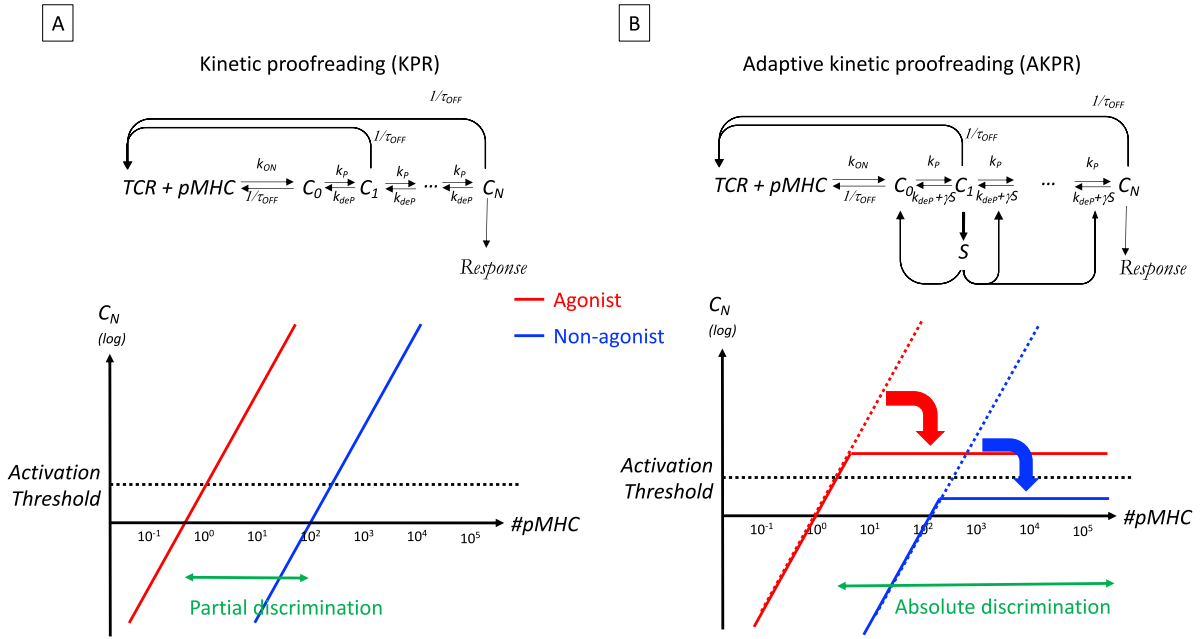 A
Kinetic proofreading (KPR)
1/τOFF
1/τOFF
TCR + pMHC kON 1/τOFF C0 kP kdeP C1 kP kdeP ... kP kdeP CN
Response
CN
(log)
Activation
Threshold
#pMHC
10-1 100 101 102 103 104 105
Partial discrimination
Agonist
Non-agonist
B
Adaptive kinetic proofreading (AKPR)
1/τOFF
1/τOFF
TCR + pMHC kON 1/τOFF C0 kP kdeP+γS C1 kP kdeP+γS ... kP kdeP+γS CN
S
Response
CN
(log)
Activation
Threshold
#pMHC
10-1 100 101 102 103 104 105
Absolute discrimination